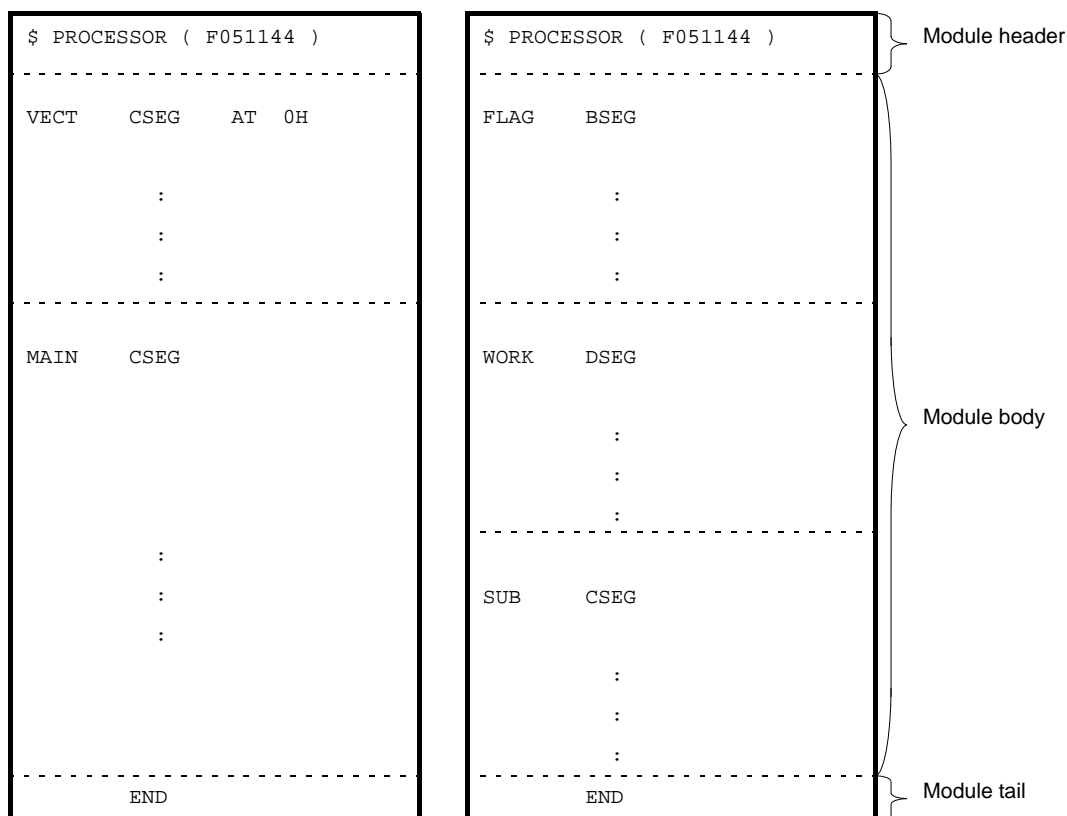 $ PROCESSOR ( F051144 )
VECT CSEG AT 0H
:
:
:
MAIN CSEG
:
:
:
END
$ PROCESSOR ( F051144 )
FLAG BSEG
:
:
:
WORK DSEG
:
:
:
SUB CSEG
:
:
:
END
Module header
Module body
Module tail